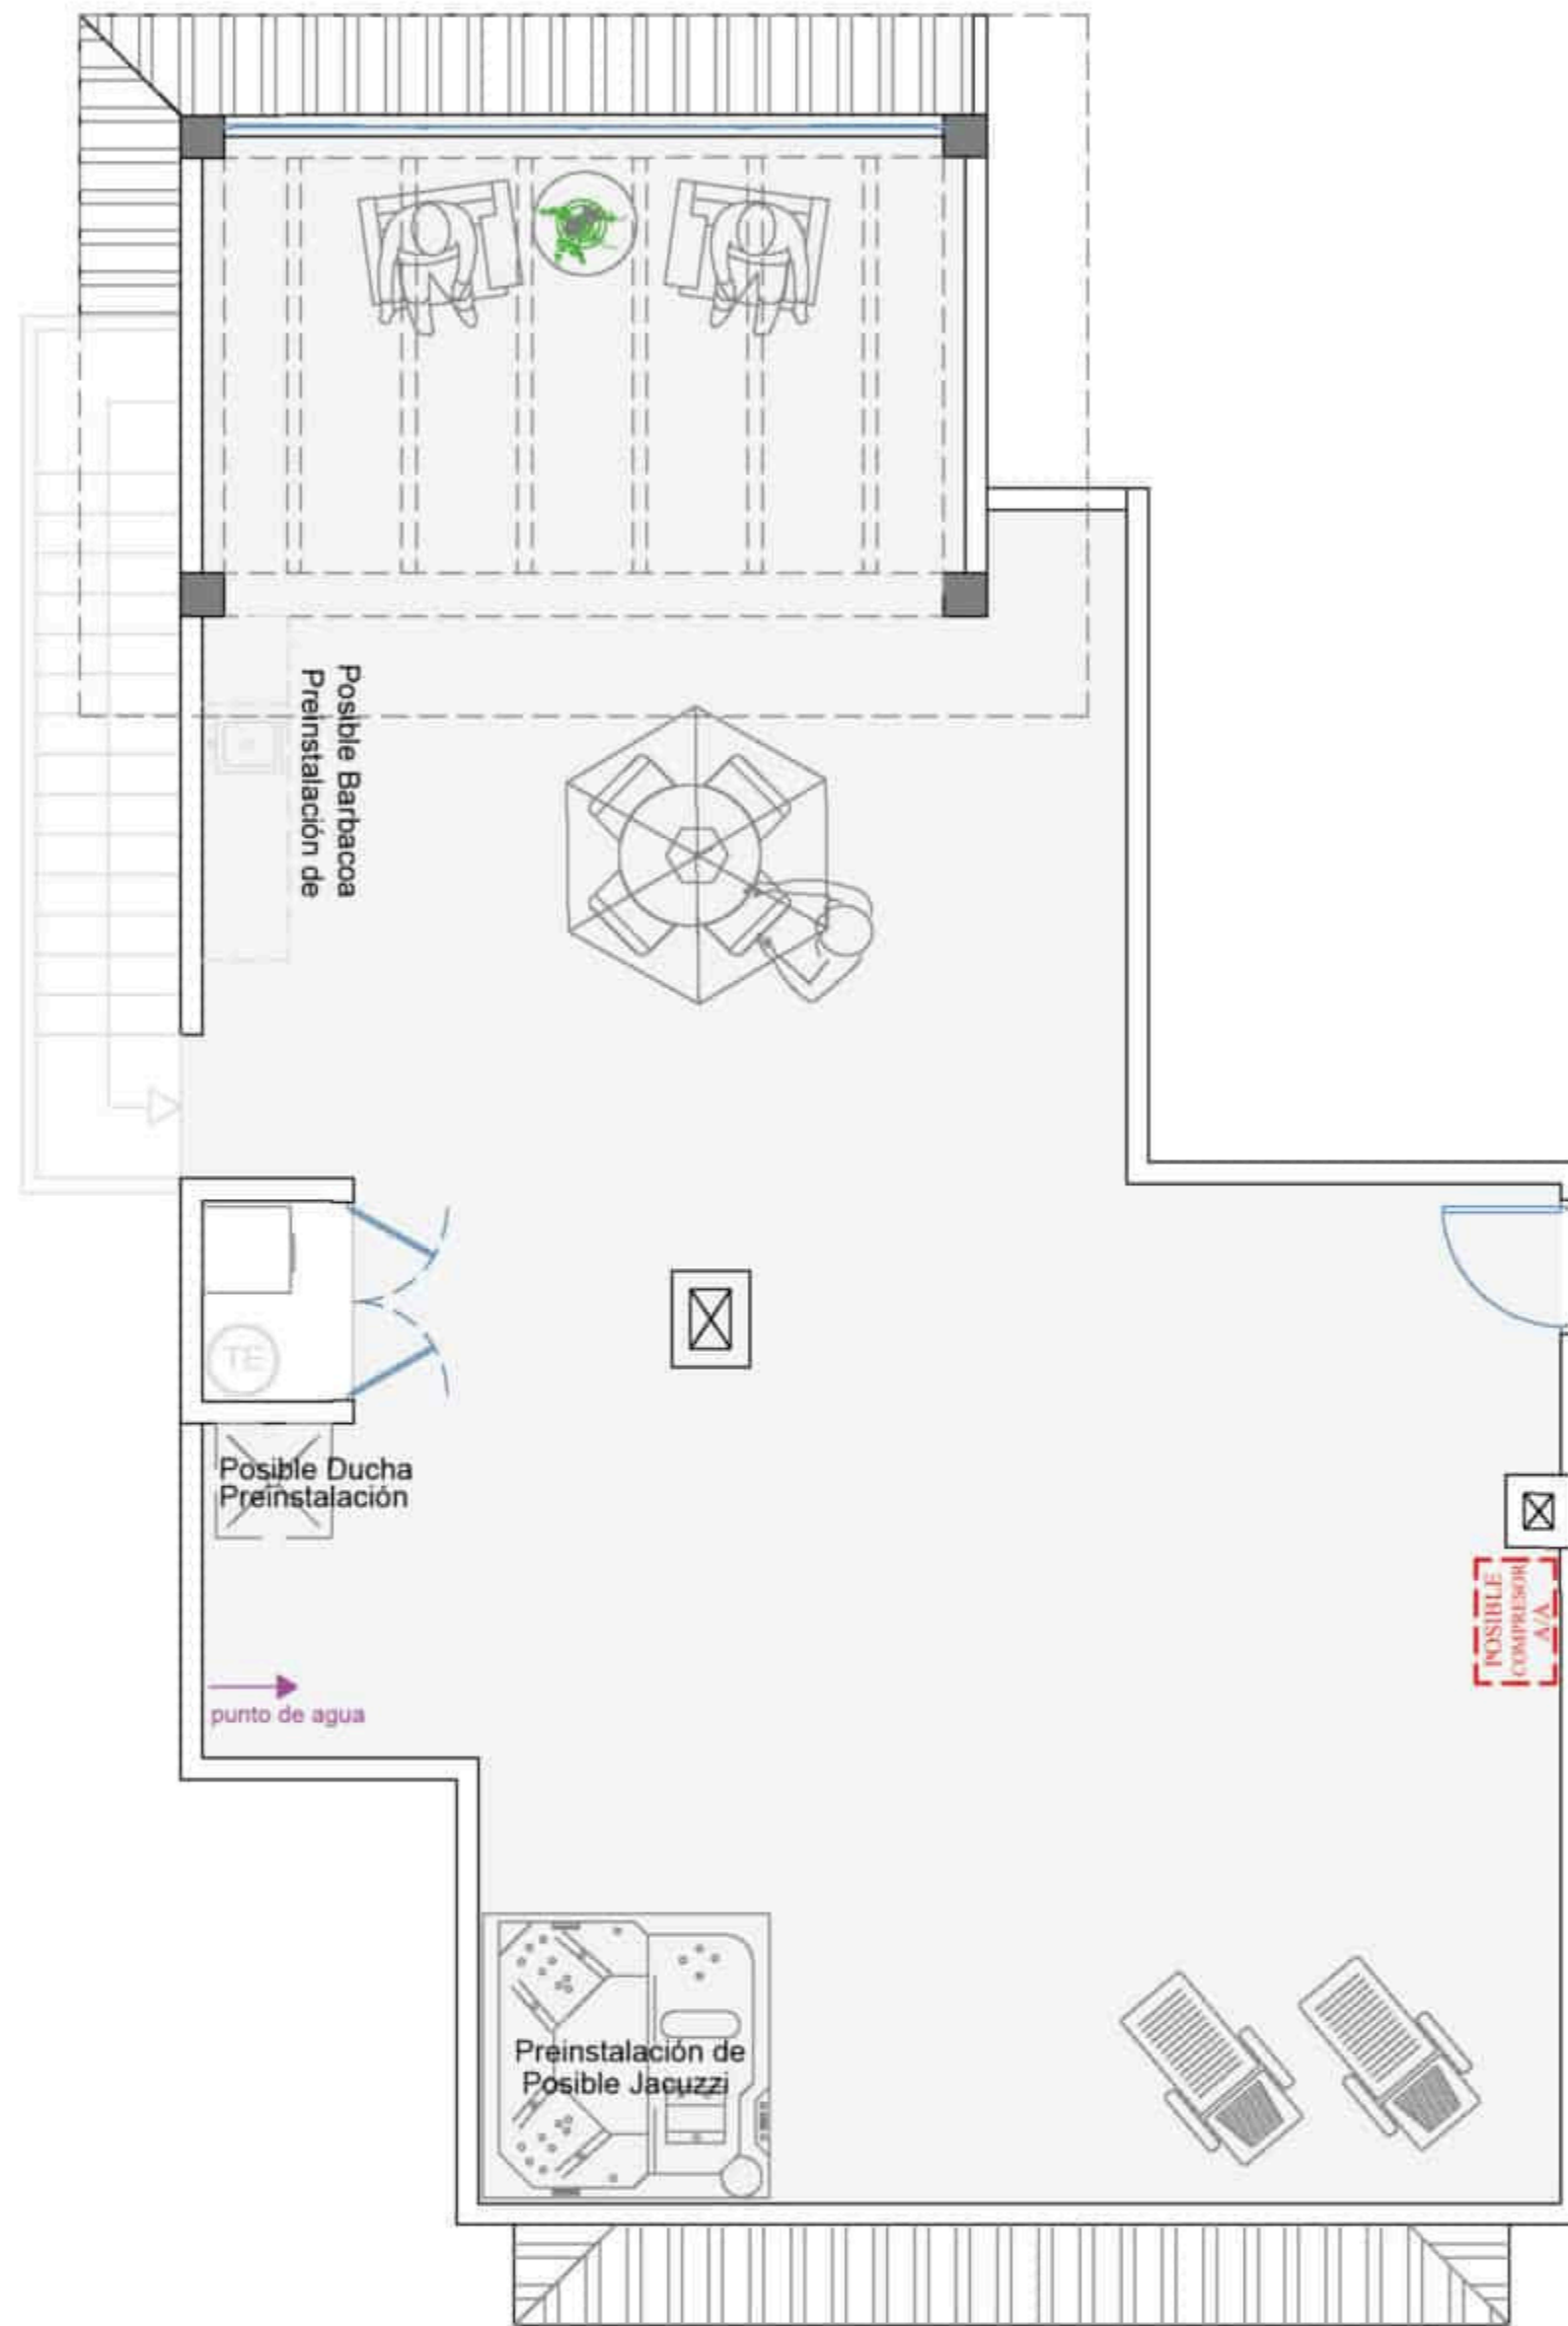 Posible Barbacoa
Preinstalación de
TE
Posible Ducha
Preinstalación
POSIBLE
COMPRESOR
A/A
punto de agua
Preinstalación de
Posible Jacuzzi